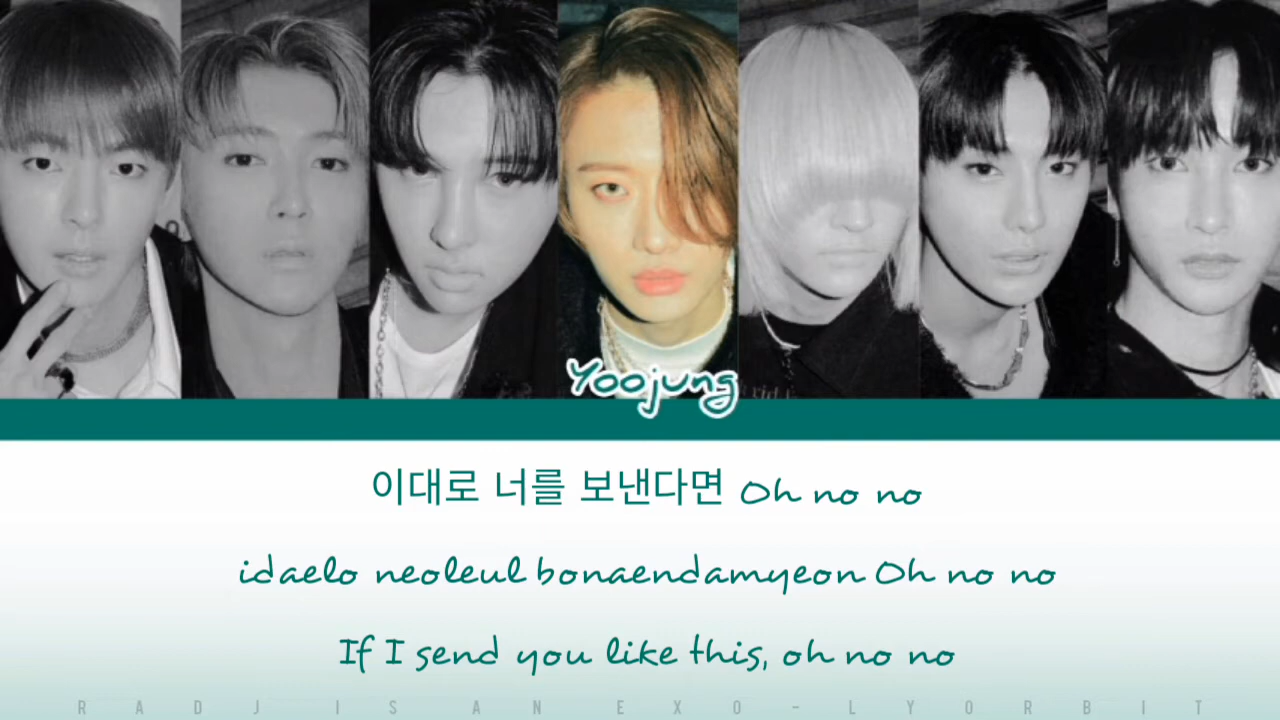 Yoojung
이대로 너를 보낸다면 Oh no no
idaelo neoleul bonaendamyeon Oh no no
If I send you like this, oh no no
RADJ IS AN EXO-LYORBIT